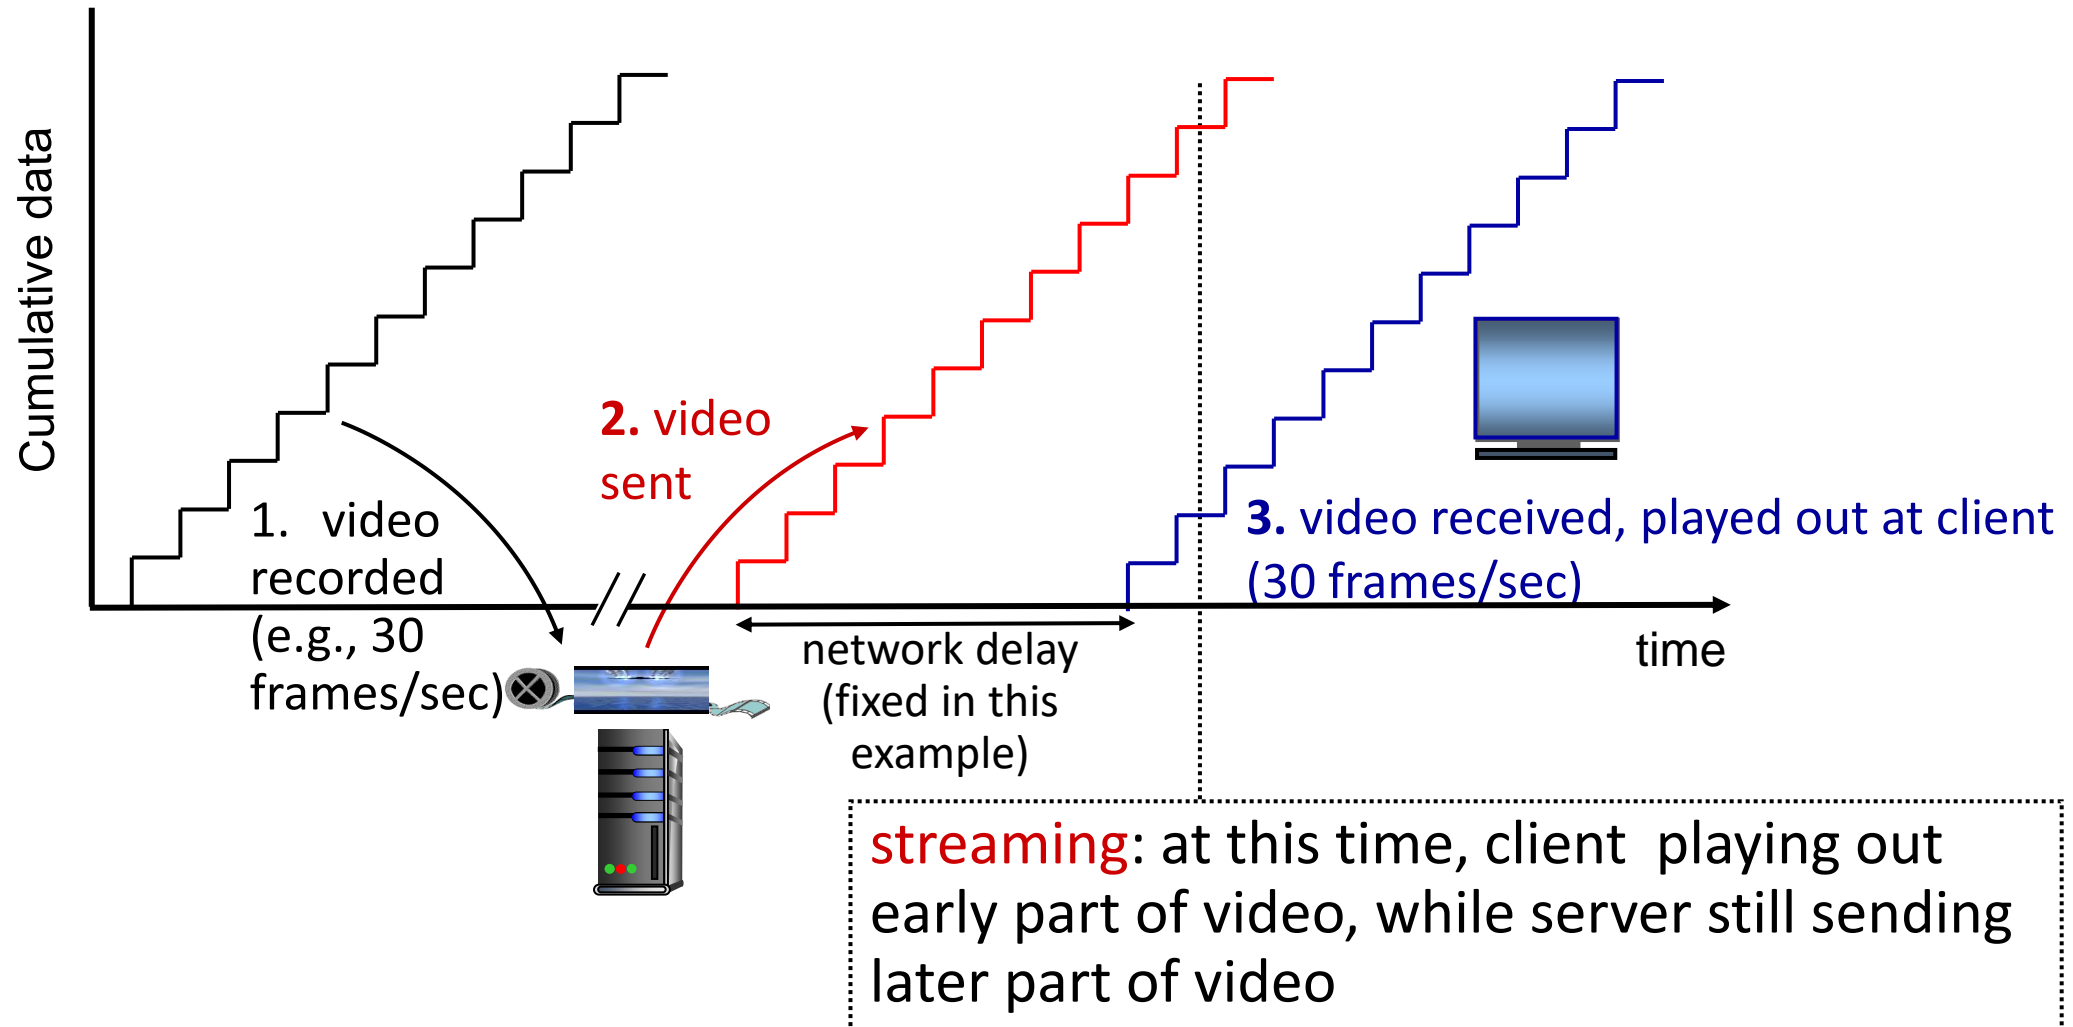 Cumulative data
1. video
recorded
(e.g., 30
frames/sec)
2. video
sent
3. video received, played out at client
(30 frames/sec)
network delay
(fixed in this
example)
time
streaming: at this time, client playing out
early part of video, while server still sending
later part of video